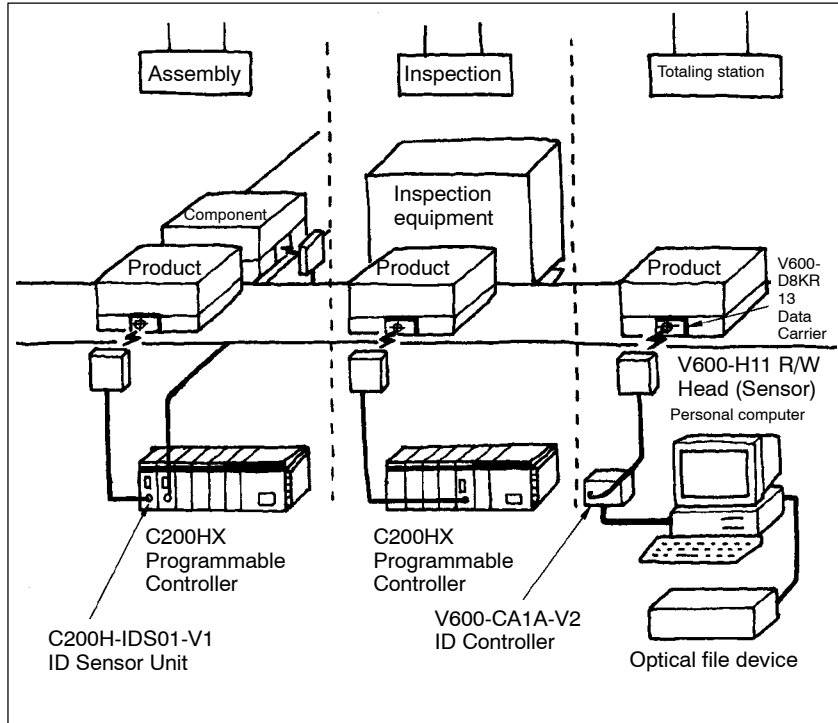 Assembly
Inspection
Totaling station
Component
Inspection
equipment
Product
Product
Product
V600-
D8KR
13
Data
Carrier
V600-H11 R/W
Head (Sensor)
Personal computer
C200HX
Programmable
Controller
C200HX
Programmable
Controller
C200H-IDS01-V1
ID Sensor Unit
V600-CA1A-V2
ID Controller
Optical file device